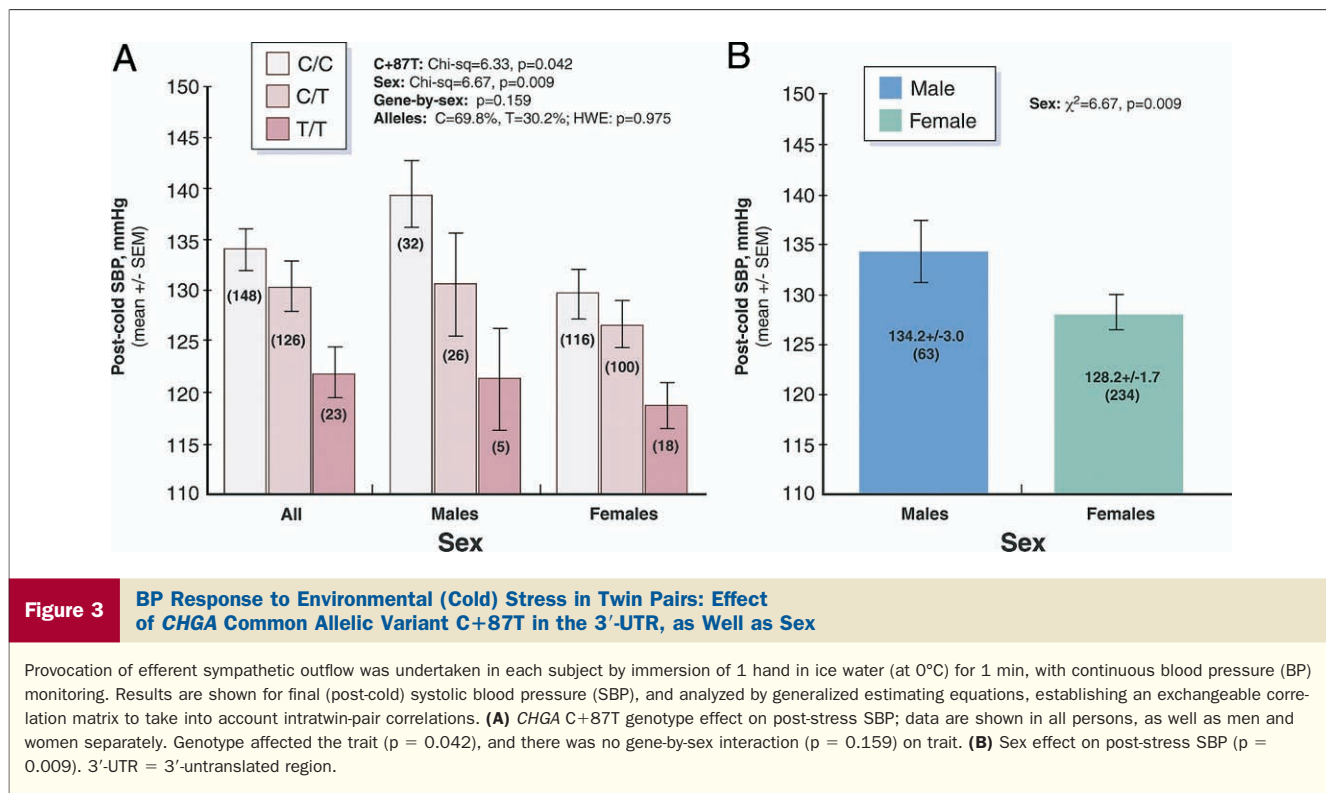 A
C/C
C/T
T/T
C+87T: Chi-sq=6.33, p=0.042
Sex: Chi-sq=6.67, p=0.009
Gene-by-sex: p=0.159
Alleles: C=69.8%, T=30.2%; HWE: p=0.975
Post-cold SBP, mmHg
(mean +/- SEM)
150
145
140
135
130
125
120
115
110
(148)
(126)
(23)
(32)
(26)
(5)
(116)
(100)
(18)
All
Males
Females
Sex
B
Male
Female
Sex: χ²=6.67, p=0.009
Post-cold SBP, mmHg
(mean +/- SEM)
150
145
140
135
130
125
120
115
110
134.2+/-3.0
(63)
128.2+/-1.7
(234)
Males
Females
Sex
Figure 3
BP Response to Environmental (Cold) Stress in Twin Pairs: Effect
of CHGA Common Allelic Variant C+87T in the 3′-UTR, as Well as Sex
Provocation of efferent sympathetic outflow was undertaken in each subject by immersion of 1 hand in ice water (at 0°C) for 1 min, with continuous blood pressure (BP)
monitoring. Results are shown for final (post-cold) systolic blood pressure (SBP), and analyzed by generalized estimating equations, establishing an exchangeable corre-
lation matrix to take into account intratwin-pair correlations. (A) CHGA C+87T genotype effect on post-stress SBP; data are shown in all persons, as well as men and
women separately. Genotype affected the trait (p = 0.042), and there was no gene-by-sex interaction (p = 0.159) on trait. (B) Sex effect on post-stress SBP (p =
0.009). 3′-UTR = 3′-untranslated region.